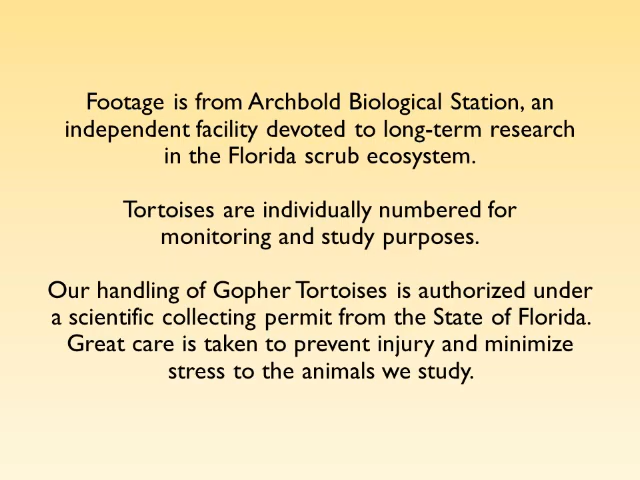 Footage is from Archbold Biological Station, an
independent facility devoted to long-term research
in the Florida scrub ecosystem.
Tortoises are individually numbered for
monitoring and study purposes.
Our handling of Gopher Tortoises is authorized under
a scientific collecting permit from the State of Florida.
Great care is taken to prevent injury and minimize
stress to the animals we study.